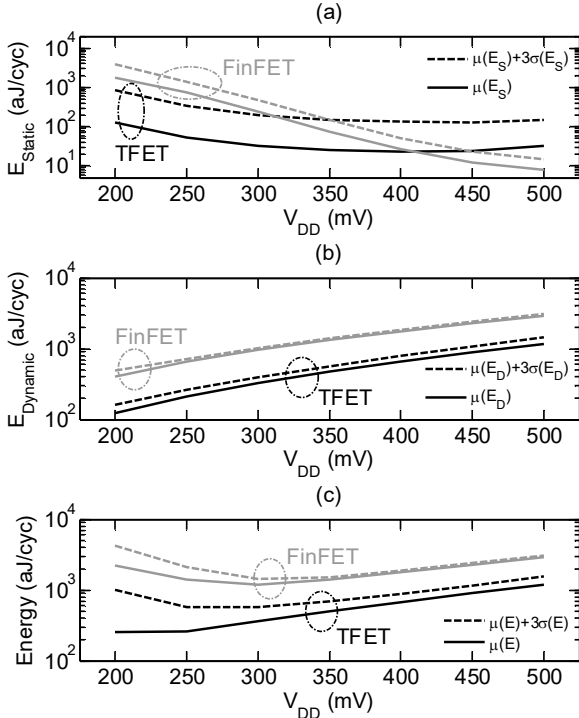 (a)
10^4
10^3
10^2
10^1
E_Static (aJ/cyc)
FinFET
TFET
μ(E_S)+3σ(E_S)
μ(E_S)
200 250 300 350 400 450 500
V_DD (mV)
(b)
10^4
10^3
10^2
E_Dynamic (aJ/cyc)
FinFET
TFET
μ(E_D)+3σ(E_D)
μ(E_D)
200 250 300 350 400 450 500
V_DD (mV)
(c)
10^4
10^3
10^2
Energy (aJ/cyc)
FinFET
TFET
μ(E)+3σ(E)
μ(E)
200 250 300 350 400 450 500
V_DD (mV)